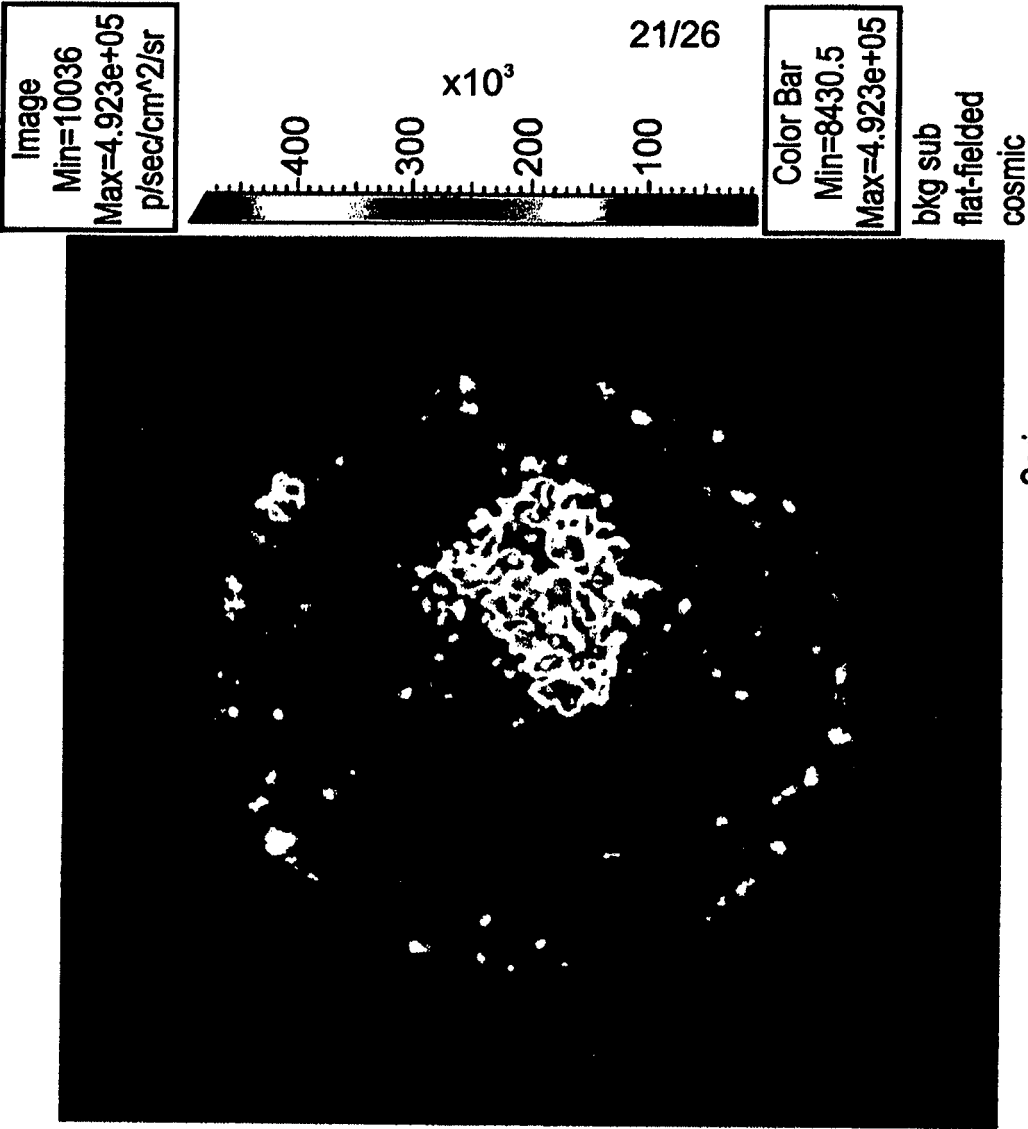 21/26
Image
Min=10036
Max=4.923e+05
p/sec/cm^2/sr
x10³
400
300
200
100
Color Bar
Min=8430.5
Max=4.923e+05
bkg sub
flat-fielded
cosmic